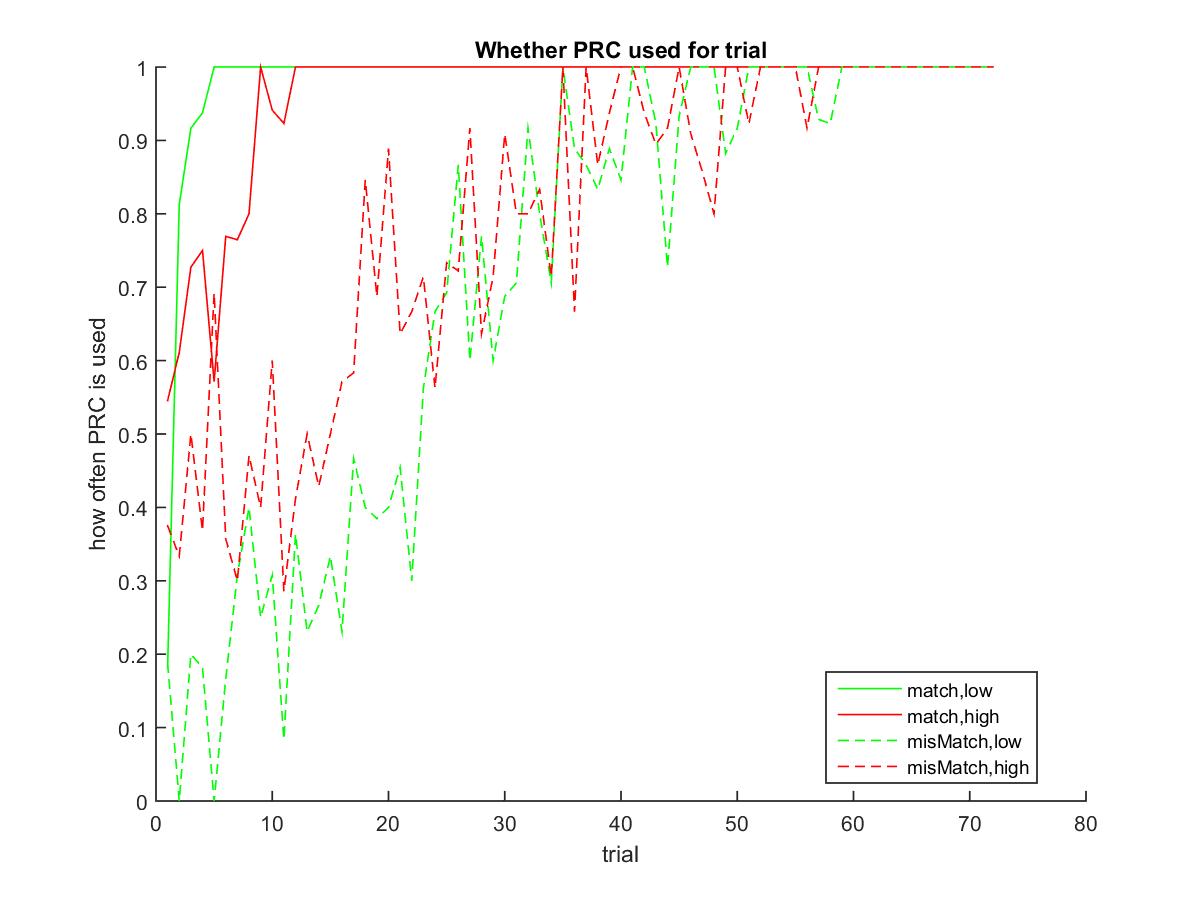 Whether PRC used for trial
how often PRC is used
1
0.9
0.8
0.7
0.6
0.5
0.4
0.3
0.2
0.1
0
0 10 20 30 40 50 60 70 80
trial
match,low
match,high
misMatch,low
misMatch,high